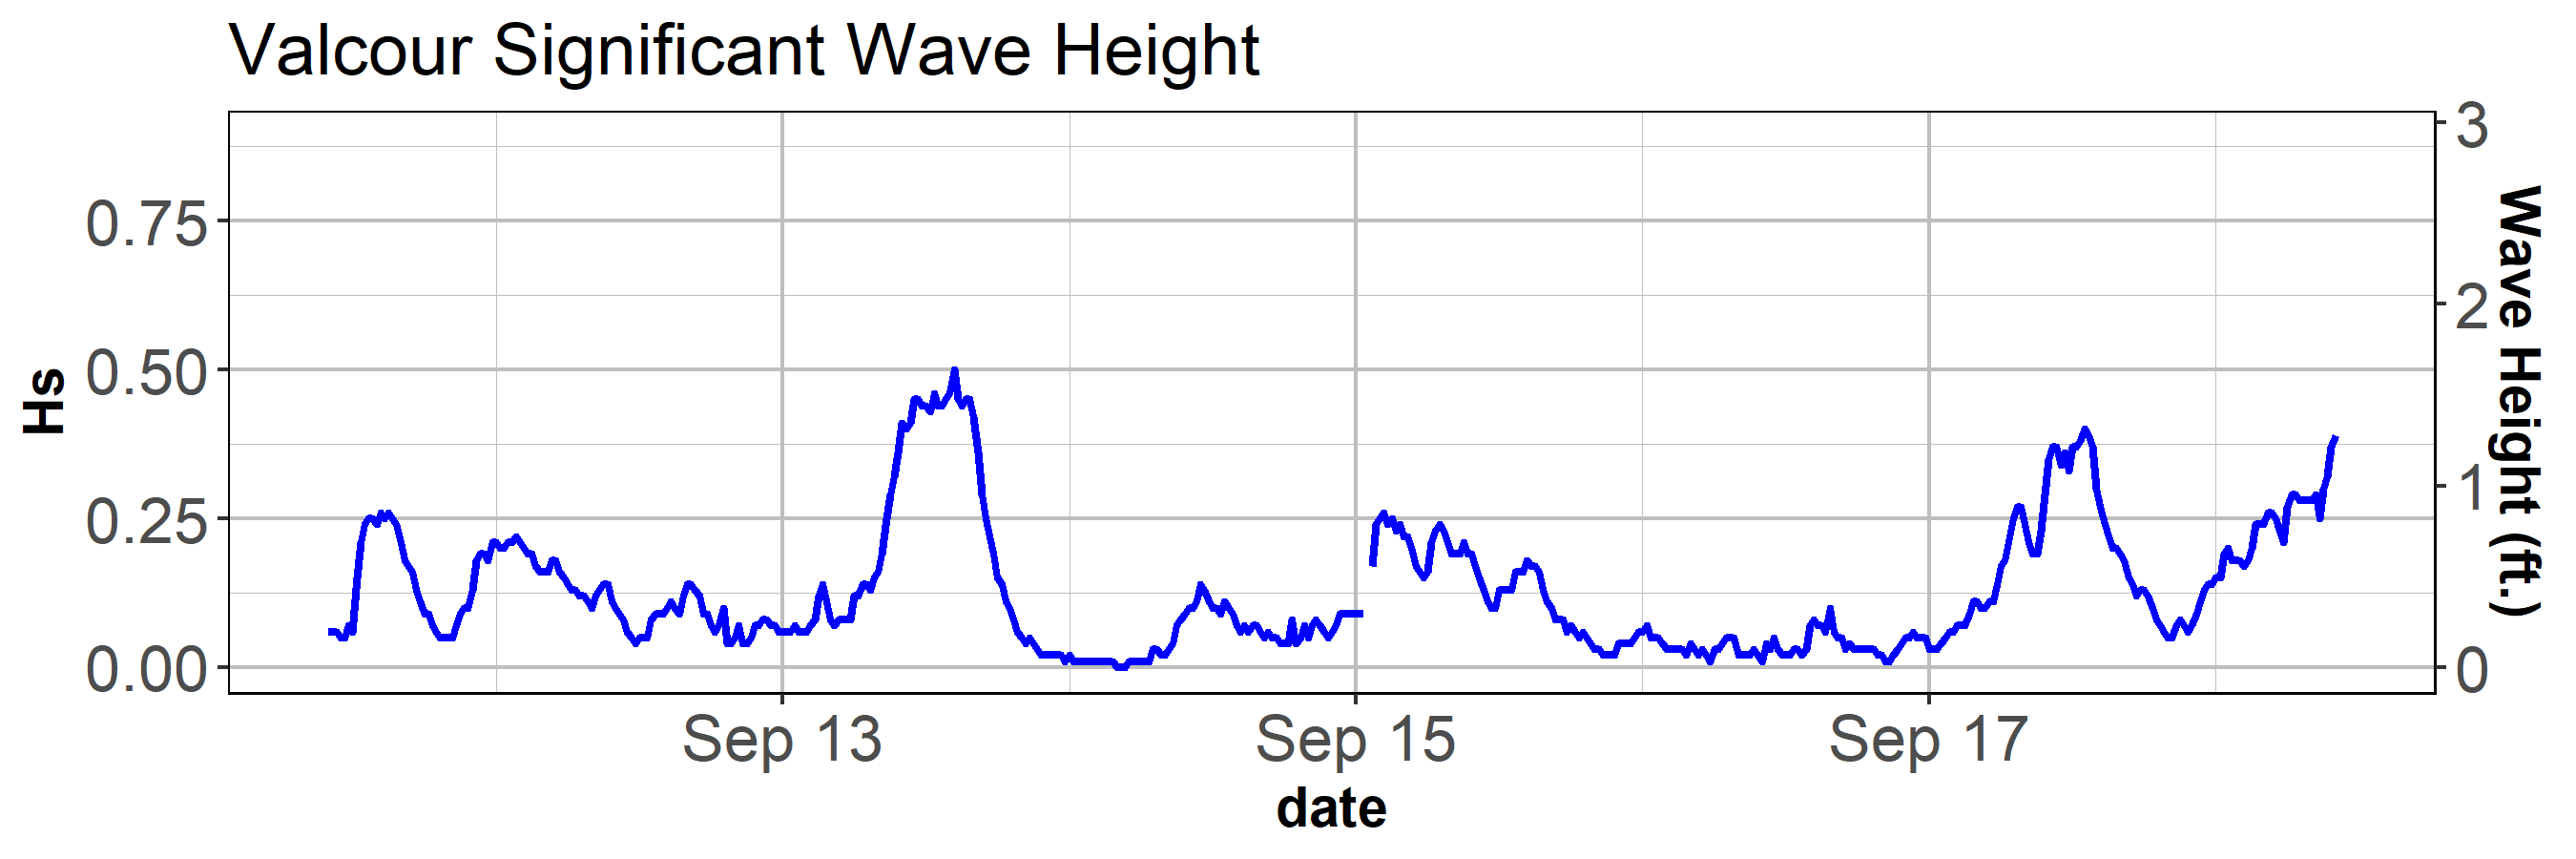 Valcour Significant Wave Height
Hs
0.75
0.50
0.25
0.00
3
2
1
0
Wave Height (ft.)
Sep 13
Sep 15
Sep 17
date